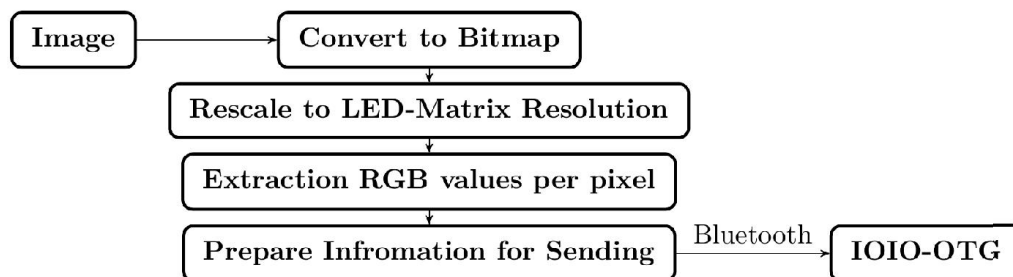 Image
Convert to Bitmap
Rescale to LED-Matrix Resolution
Extraction RGB values per pixel
Prepare Infromation for Sending
Bluetooth
IOIO-OTG